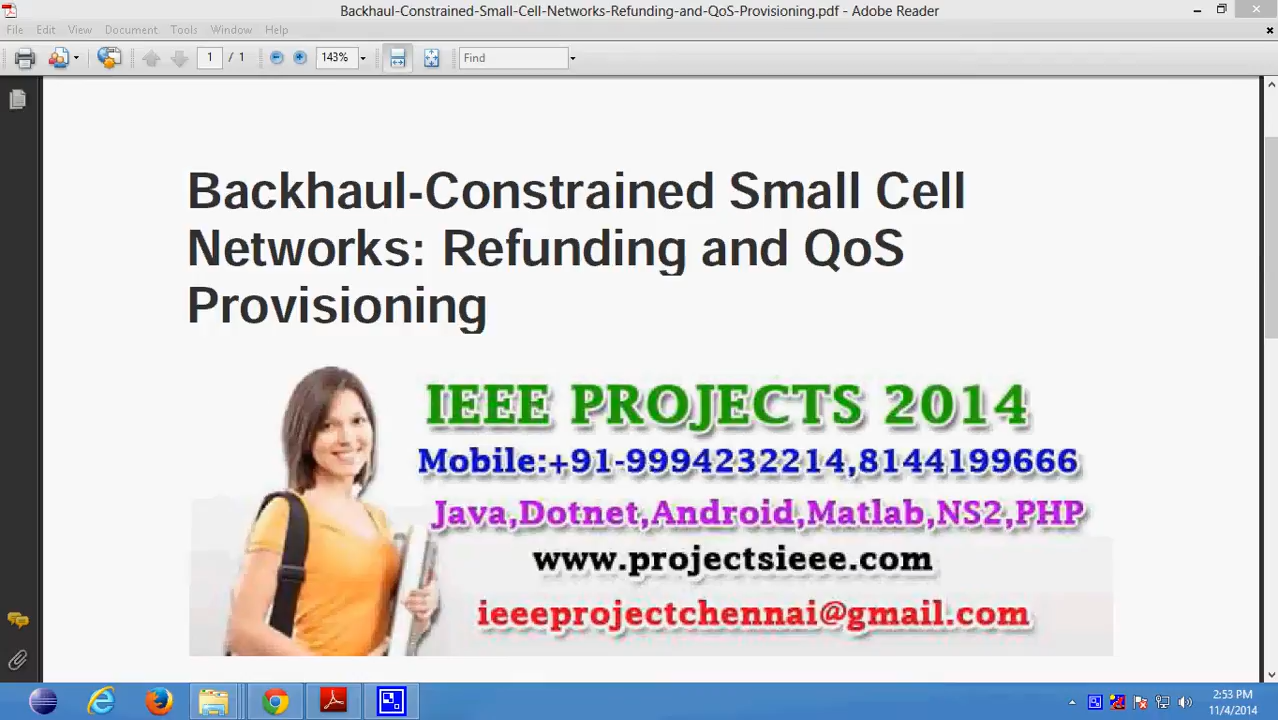 Backhaul-Constrained-Small-Cell-Networks-Refunding-and-QoS-Provisioning.pdf - Adobe Reader
File Edit View Document Tools Window Help
1 / 1 143% Find
Backhaul-Constrained Small Cell
Networks: Refunding and QoS
Provisioning
IEEE PROJECTS 2014
Mobile:+91-9994232214,8144199666
Java,Dotnet,Android,Matlab,NS2,PHP
www.projectsieee.com
ieeeprojectchennai@gmail.com
2:53 PM
11/4/2014